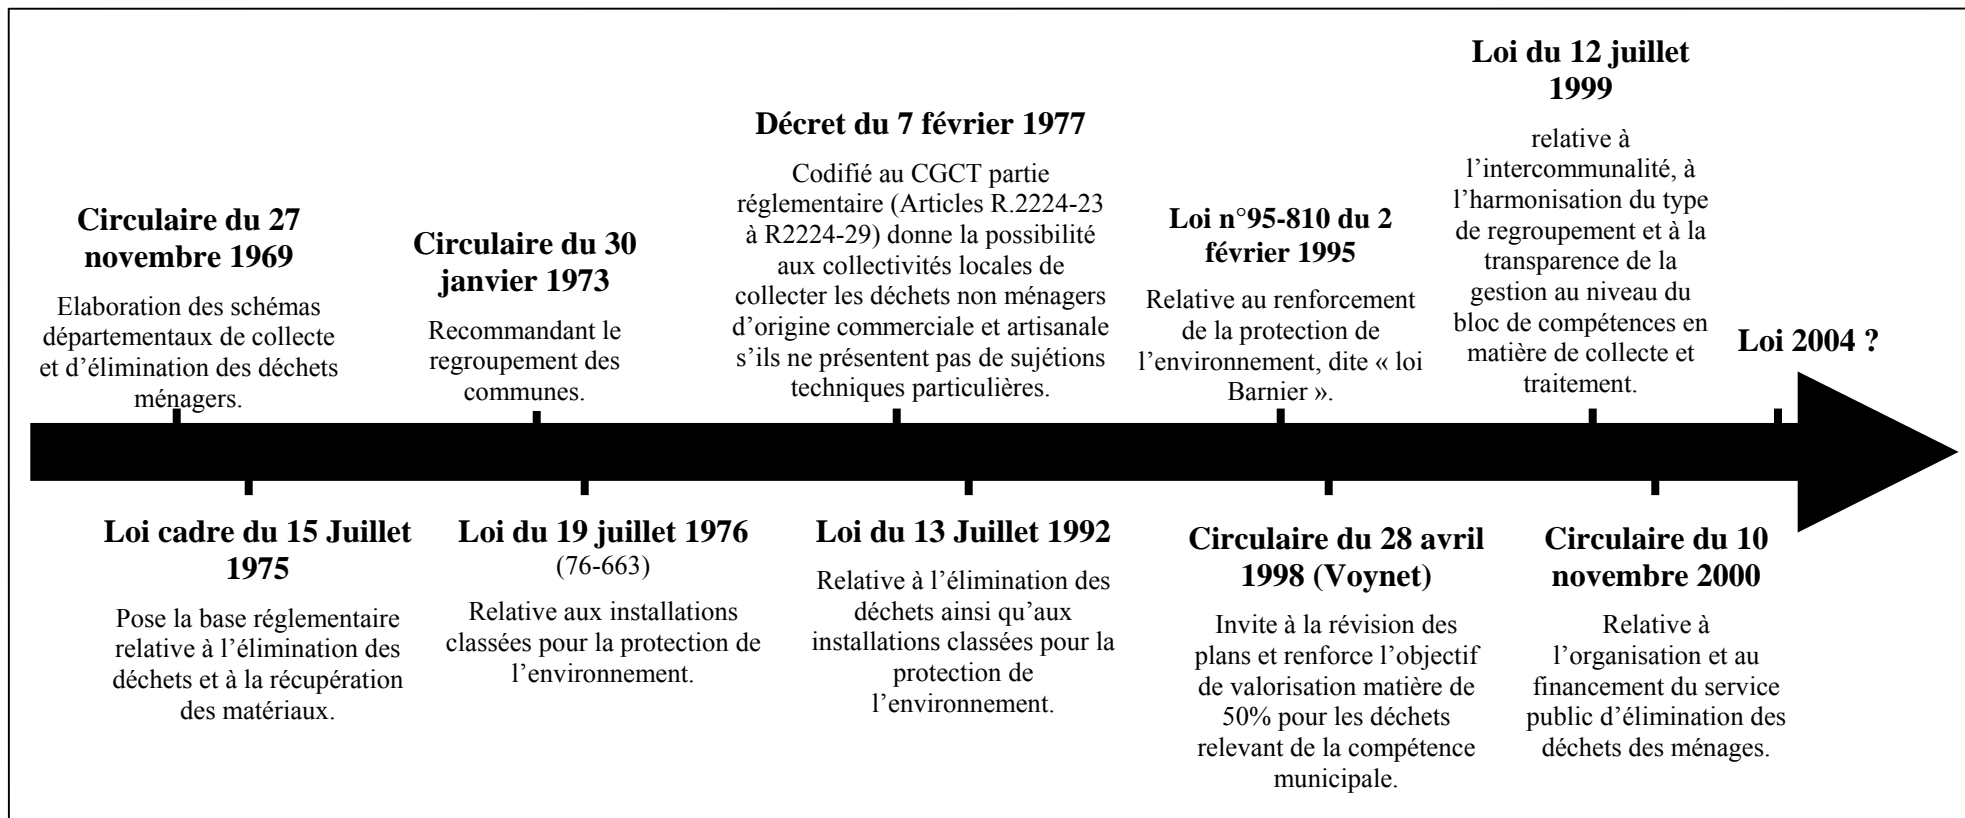 Circulaire du 27
novembre 1969
Elaboration des schémas
départementaux de collecte
et d’élimination des déchets
ménagers.
Circulaire du 30
janvier 1973
Recommandant le
regroupement des
communes.
Décret du 7 février 1977
Codifié au CGCT partie
réglementaire (Articles R.2224-23
à R2224-29) donne la possibilité
aux collectivités locales de
collecter les déchets non ménagers
d’origine commerciale et artisanale
s’ils ne présentent pas de sujétions
techniques particulières.
Loi n°95-810 du 2
février 1995
Relative au renforcement
de la protection de
l’environnement, dite « loi
Barnier ».
Loi du 12 juillet
1999
relative à
l’intercommunalité, à
l’harmonisation du type
de regroupement et à la
transparence de la
gestion au niveau du
bloc de compétences en
matière de collecte et
traitement.
Loi 2004 ?
Loi cadre du 15 Juillet
1975
Pose la base réglementaire
relative à l’élimination des
déchets et à la récupération
des matériaux.
Loi du 19 juillet 1976
(76-663)
Relative aux installations
classées pour la protection de
l’environnement.
Loi du 13 Juillet 1992
Relative à l’élimination des
déchets ainsi qu’aux
installations classées pour la
protection de
l’environnement.
Circulaire du 28 avril
1998 (Voynet)
Invite à la révision des
plans et renforce l’objectif
de valorisation matière de
50% pour les déchets
relevant de la compétence
municipale.
Circulaire du 10
novembre 2000
Relative à
l’organisation et au
financement du service
public d’élimination des
déchets des ménages.